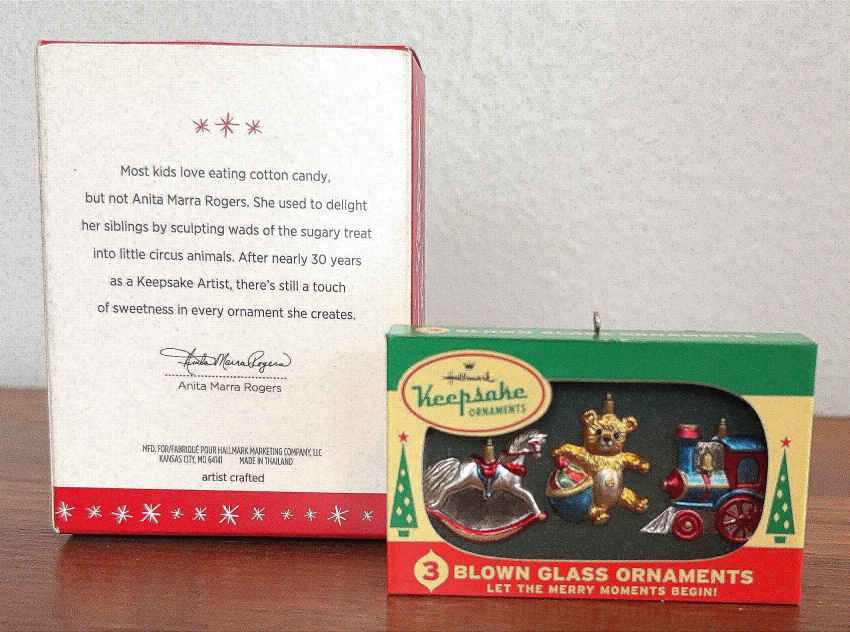 Most kids love eating cotton candy,
but not Anita Marra Rogers. She used to delight
her siblings by sculpting wads of the sugary treat
into little circus animals. After nearly 30 years
as a Keepsake Artist, there's still a touch
of sweetness in every ornament she creates.
Anita Marra Rogers
Anita Marra Rogers
MFD. FOR/FABRIQUÉ POUR HALLMARK MARKETING COMPANY, LLC
KANSAS CITY, MO 64141 MADE IN THAILAND
artist crafted
Hallmark
Keepsake
ORNAMENTS
3 BLOWN GLASS ORNAMENTS
LET THE MERRY MOMENTS BEGIN!